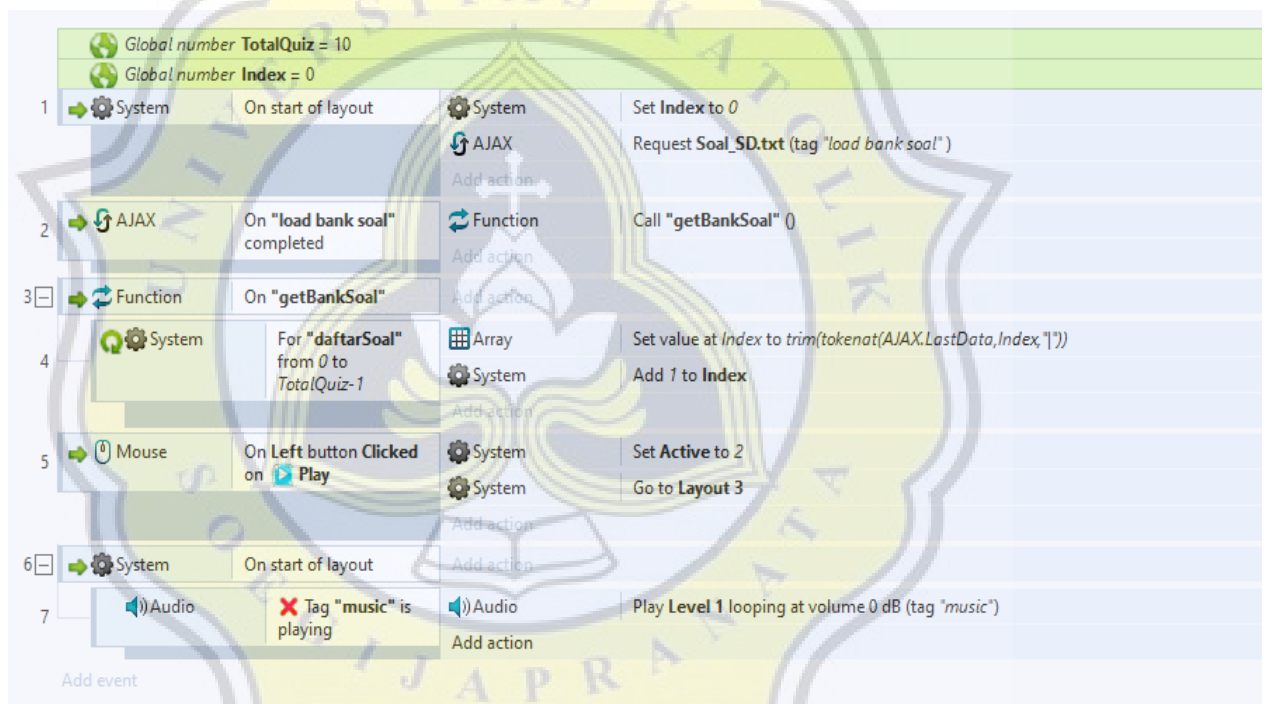 Global number TotalQuiz = 10
Global number Index = 0
1 System On start of layout System Set Index to 0
AJAX Request Soal_SD.txt (tag "load bank soal" )
Add action
2 AJAX On "load bank soal" completed Function Call "getBankSoal" ()
Add action
3 Function On "getBankSoal" Add action
4 System For "daftarSoal" from 0 to TotalQuiz-1 Array Set value at Index to trim(tokenat(AJAX.LastData,Index,"|"))
System Add 1 to Index
Add action
5 Mouse On Left button Clicked on Play System Set Active to 2
System Go to Layout 3
Add action
6 System On start of layout Add action
7 Audio Tag "music" is playing Audio Play Level 1 looping at volume 0 dB (tag "music")
Add action
Add event
UNIVERSITAS KATOLIK
SOEGIJAPRANATA